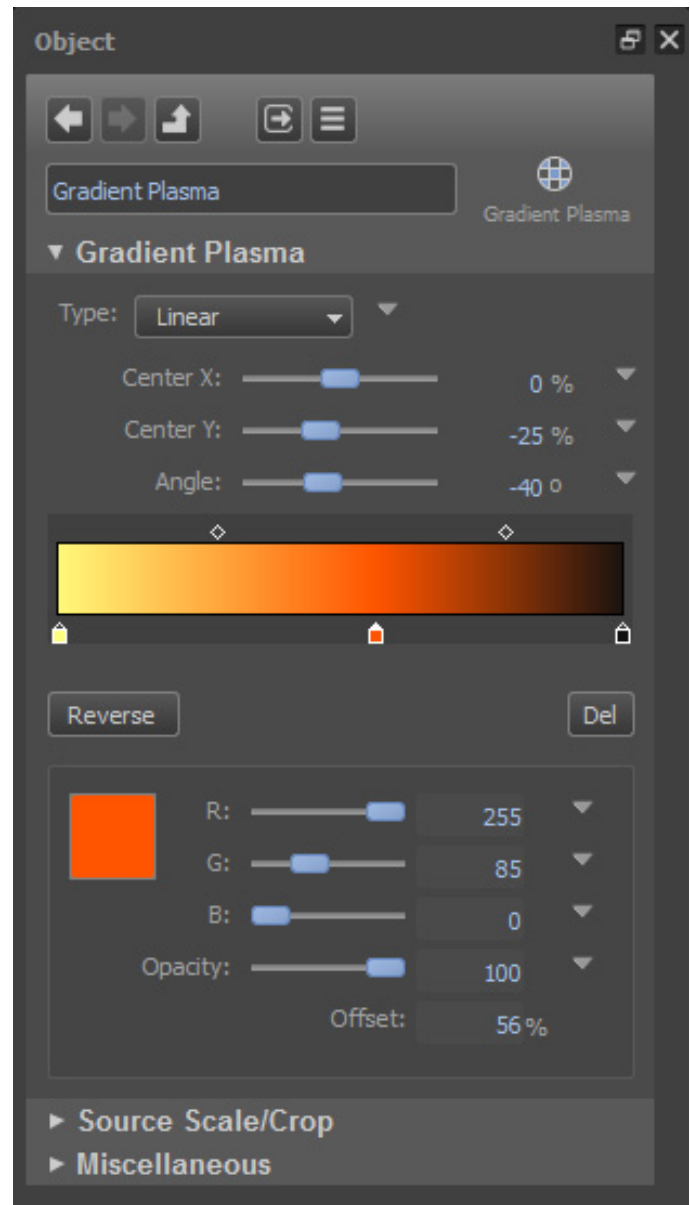 Object
Gradient Plasma
Gradient Plasma
Gradient Plasma
Type: Linear
Center X: 0 %
Center Y: -25 %
Angle: -40 o
Reverse Del
R: 255
G: 85
B: 0
Opacity: 100
Offset: 56 %
Source Scale/Crop
Miscellaneous